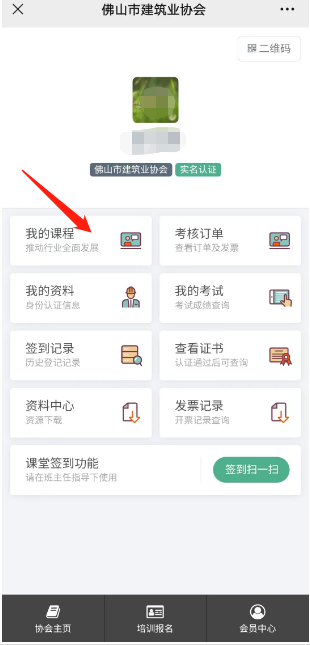 佛山市建筑业协会
二维码
佛山市建筑业协会 实名认证
我的课程
推动行业全面发展
考核订单
查看订单及发票
我的资料
身份认证信息
我的考试
考试成绩查询
签到记录
历史登记记录
查看证书
认证通过后可查询
资料中心
资源下载
发票记录
开票记录查询
课堂签到功能
请在班主任指导下使用
签到扫一扫
协会主页
培训报名
会员中心